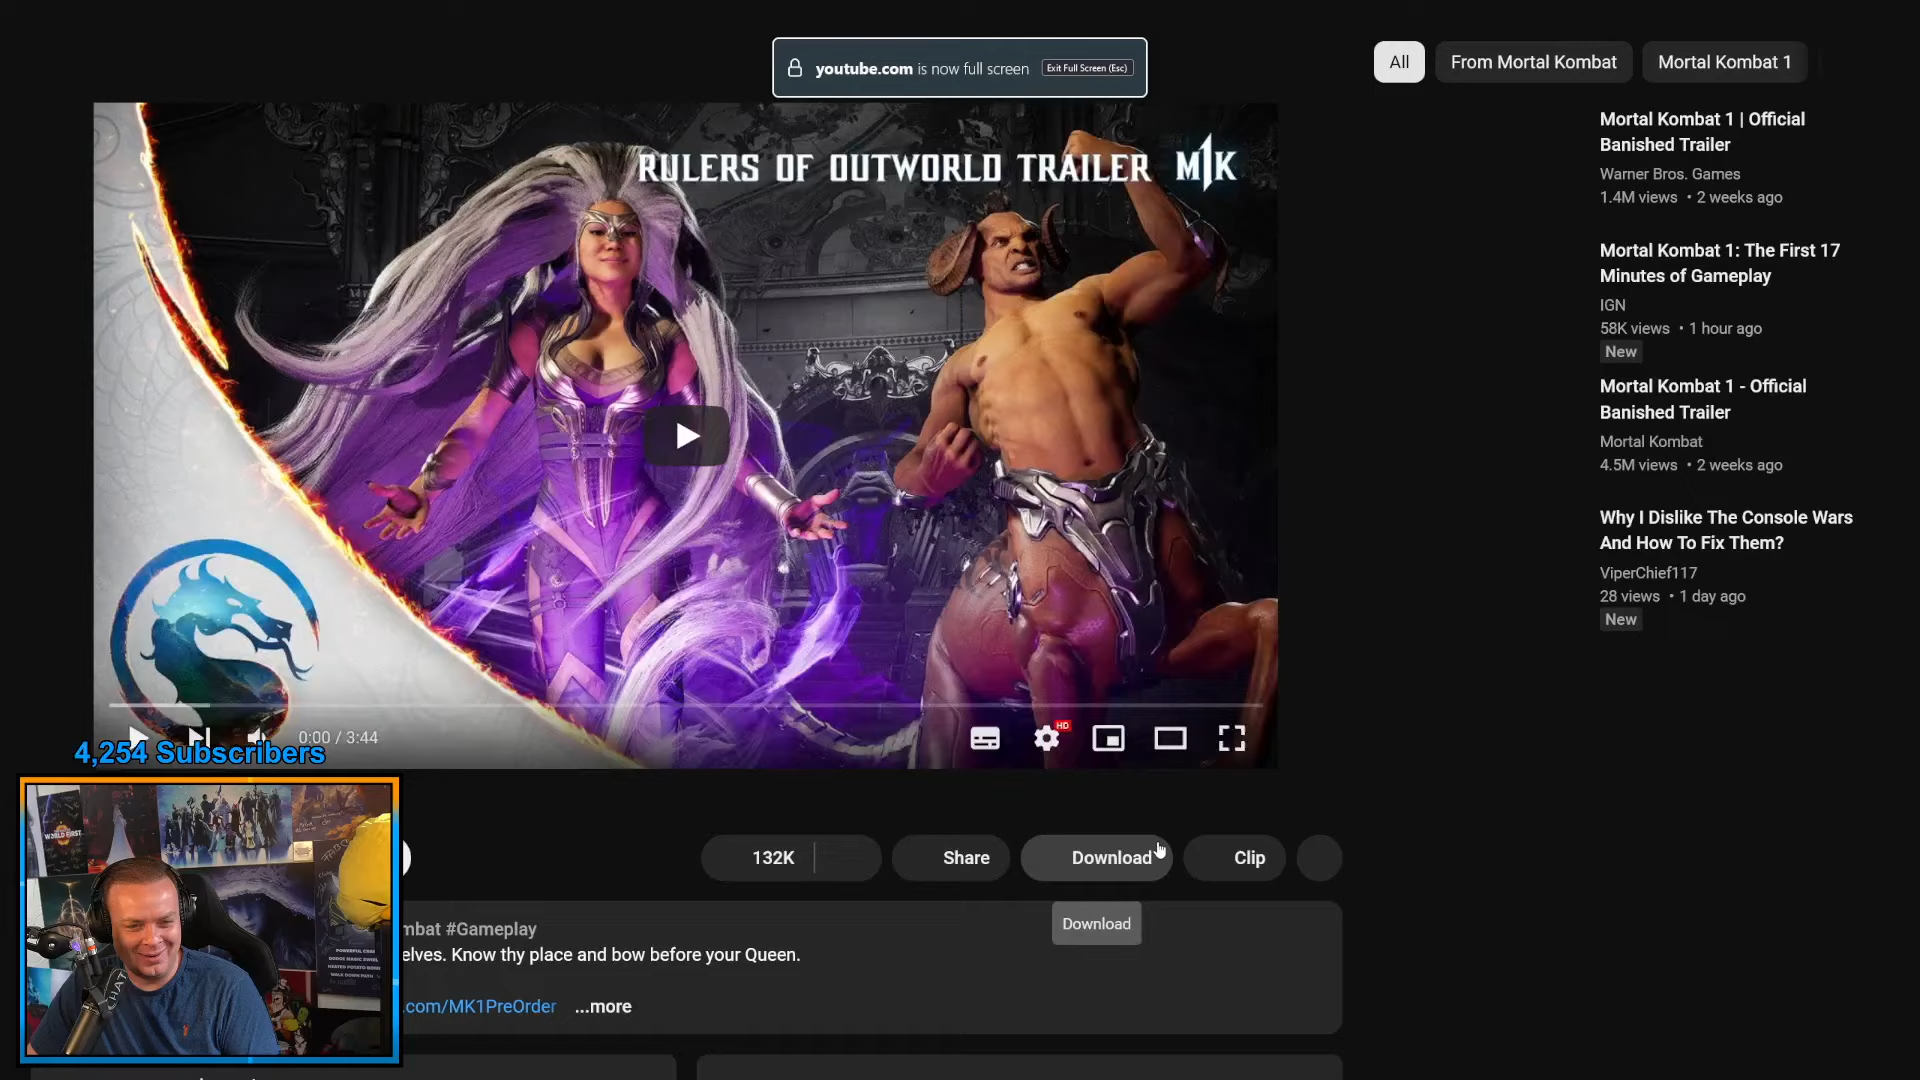 youtube.com is now full screen Exit Full Screen (Esc)
All
From Mortal Kombat
Mortal Kombat 1
RULERS OF OUTWORLD TRAILER MK
Mortal Kombat 1 | Official
Banished Trailer
Warner Bros. Games
1.4M views • 2 weeks ago
Mortal Kombat 1: The First 17
Minutes of Gameplay
IGN
58K views • 1 hour ago
New
Mortal Kombat 1 - Official
Banished Trailer
Mortal Kombat
4.5M views • 2 weeks ago
Why I Dislike The Console Wars
And How To Fix Them?
ViperChief117
28 views • 1 day ago
New
0:00 / 3:44
HD
4,254 Subscribers
WORLD FIRST
CHAT
132K
Share
Download
Clip
Download
mbat #Gameplay
elves. Know thy place and bow before your Queen.
.com/MK1PreOrder ...more